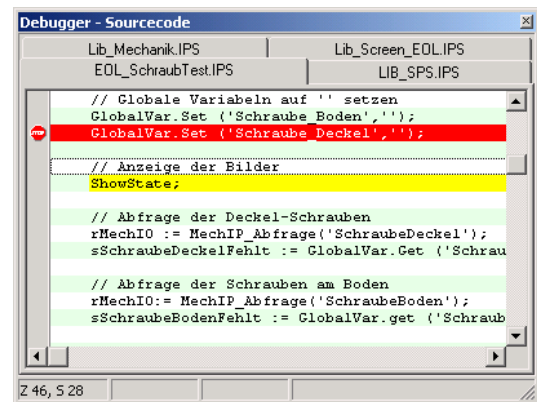 Debugger - Sourcecode
Lib_Mechanik.IPS
Lib_Screen_EOL.IPS
EOL_SchraubTest.IPS
LIB_SPS.IPS
// Globale Variabeln auf '' setzen
GlobalVar.Set ('Schraube_Boden','');
STOP
GlobalVar.Set ('Schraube_Deckel','');
// Anzeige der Bilder
ShowState;
// Abfrage der Deckel-Schrauben
rMechIO := MechIP_Abfrage('SchraubeDeckel');
sSchraubeDeckelFehlt := GlobalVar.Get ('Schrau
// Abfrage der Schrauben am Boden
rMechIO:= MechIP_Abfrage('SchraubeBoden');
sSchraubeBodenFehlt := GlobalVar.get ('Schraub
Z 46, S 28